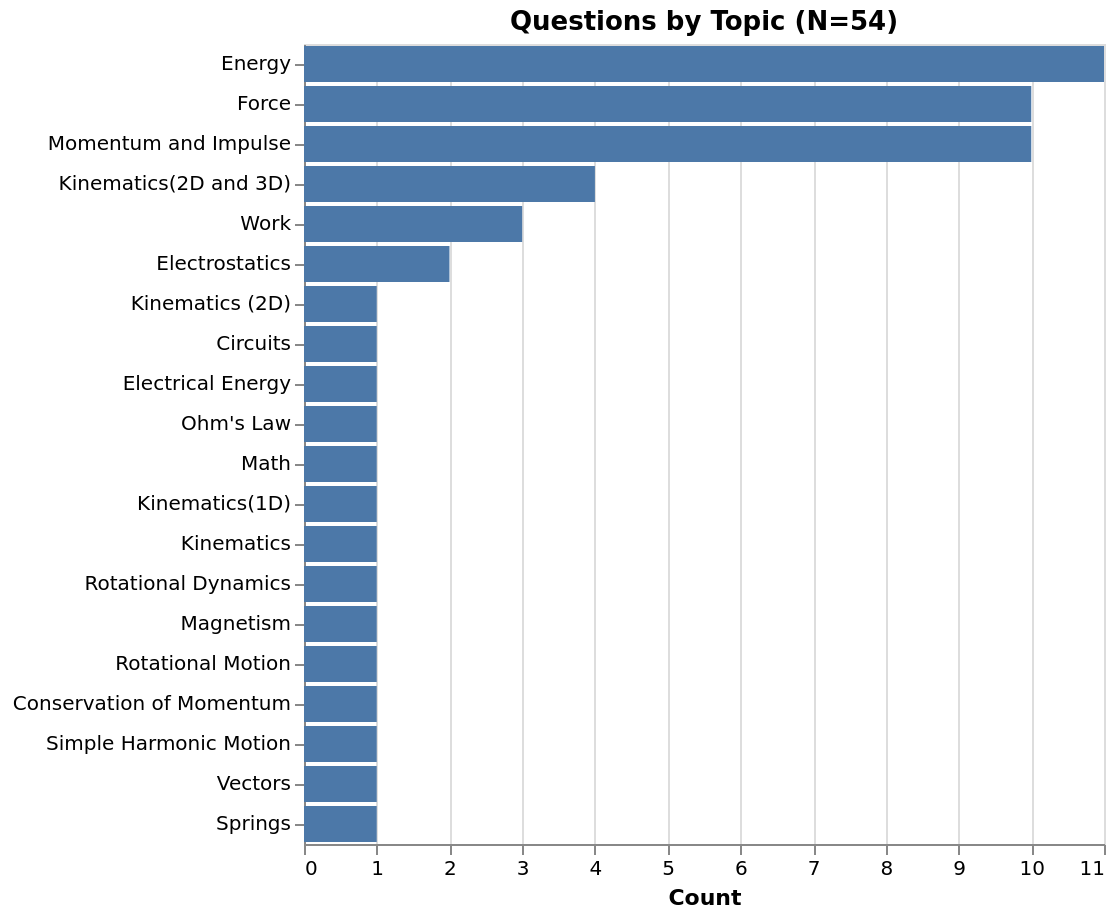 Questions by Topic (N=54)
Energy
Force
Momentum and Impulse
Kinematics(2D and 3D)
Work
Electrostatics
Kinematics (2D)
Circuits
Electrical Energy
Ohm's Law
Math
Kinematics(1D)
Kinematics
Rotational Dynamics
Magnetism
Rotational Motion
Conservation of Momentum
Simple Harmonic Motion
Vectors
Springs
0 1 2 3 4 5 6 7 8 9 10 11
Count